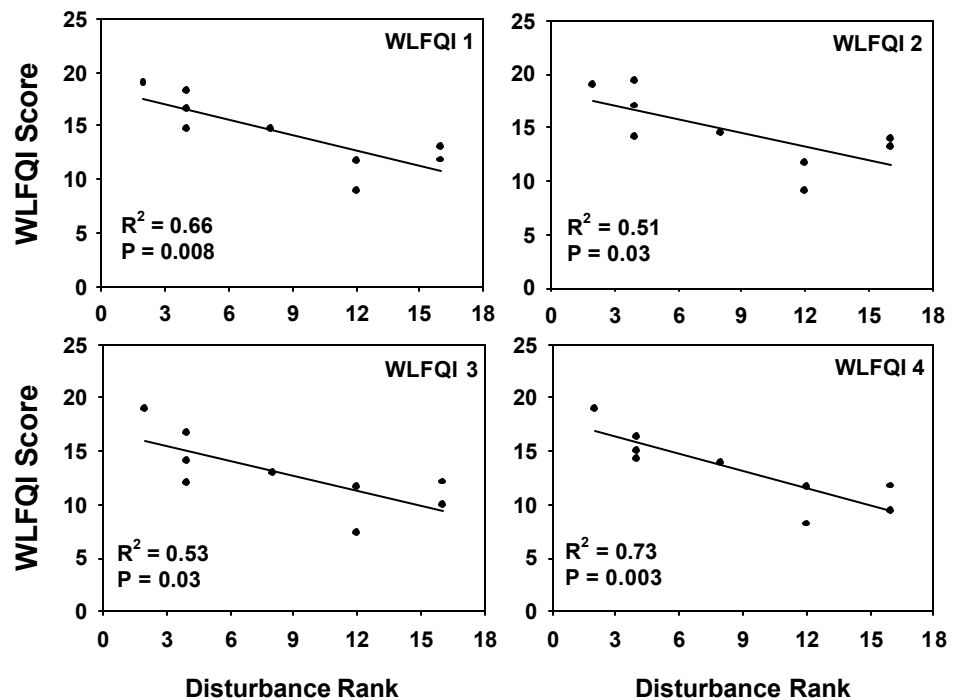 WLFQI 1
WLFQI Score
25
20
15
10
5
0
R² = 0.66
P = 0.008
0 3 6 9 12 15 18
WLFQI 2
25
20
15
10
5
0
R² = 0.51
P = 0.03
0 3 6 9 12 15 18
WLFQI 3
WLFQI Score
25
20
15
10
5
0
R² = 0.53
P = 0.03
0 3 6 9 12 15 18
Disturbance Rank
WLFQI 4
25
20
15
10
5
0
R² = 0.73
P = 0.003
0 3 6 9 12 15 18
Disturbance Rank